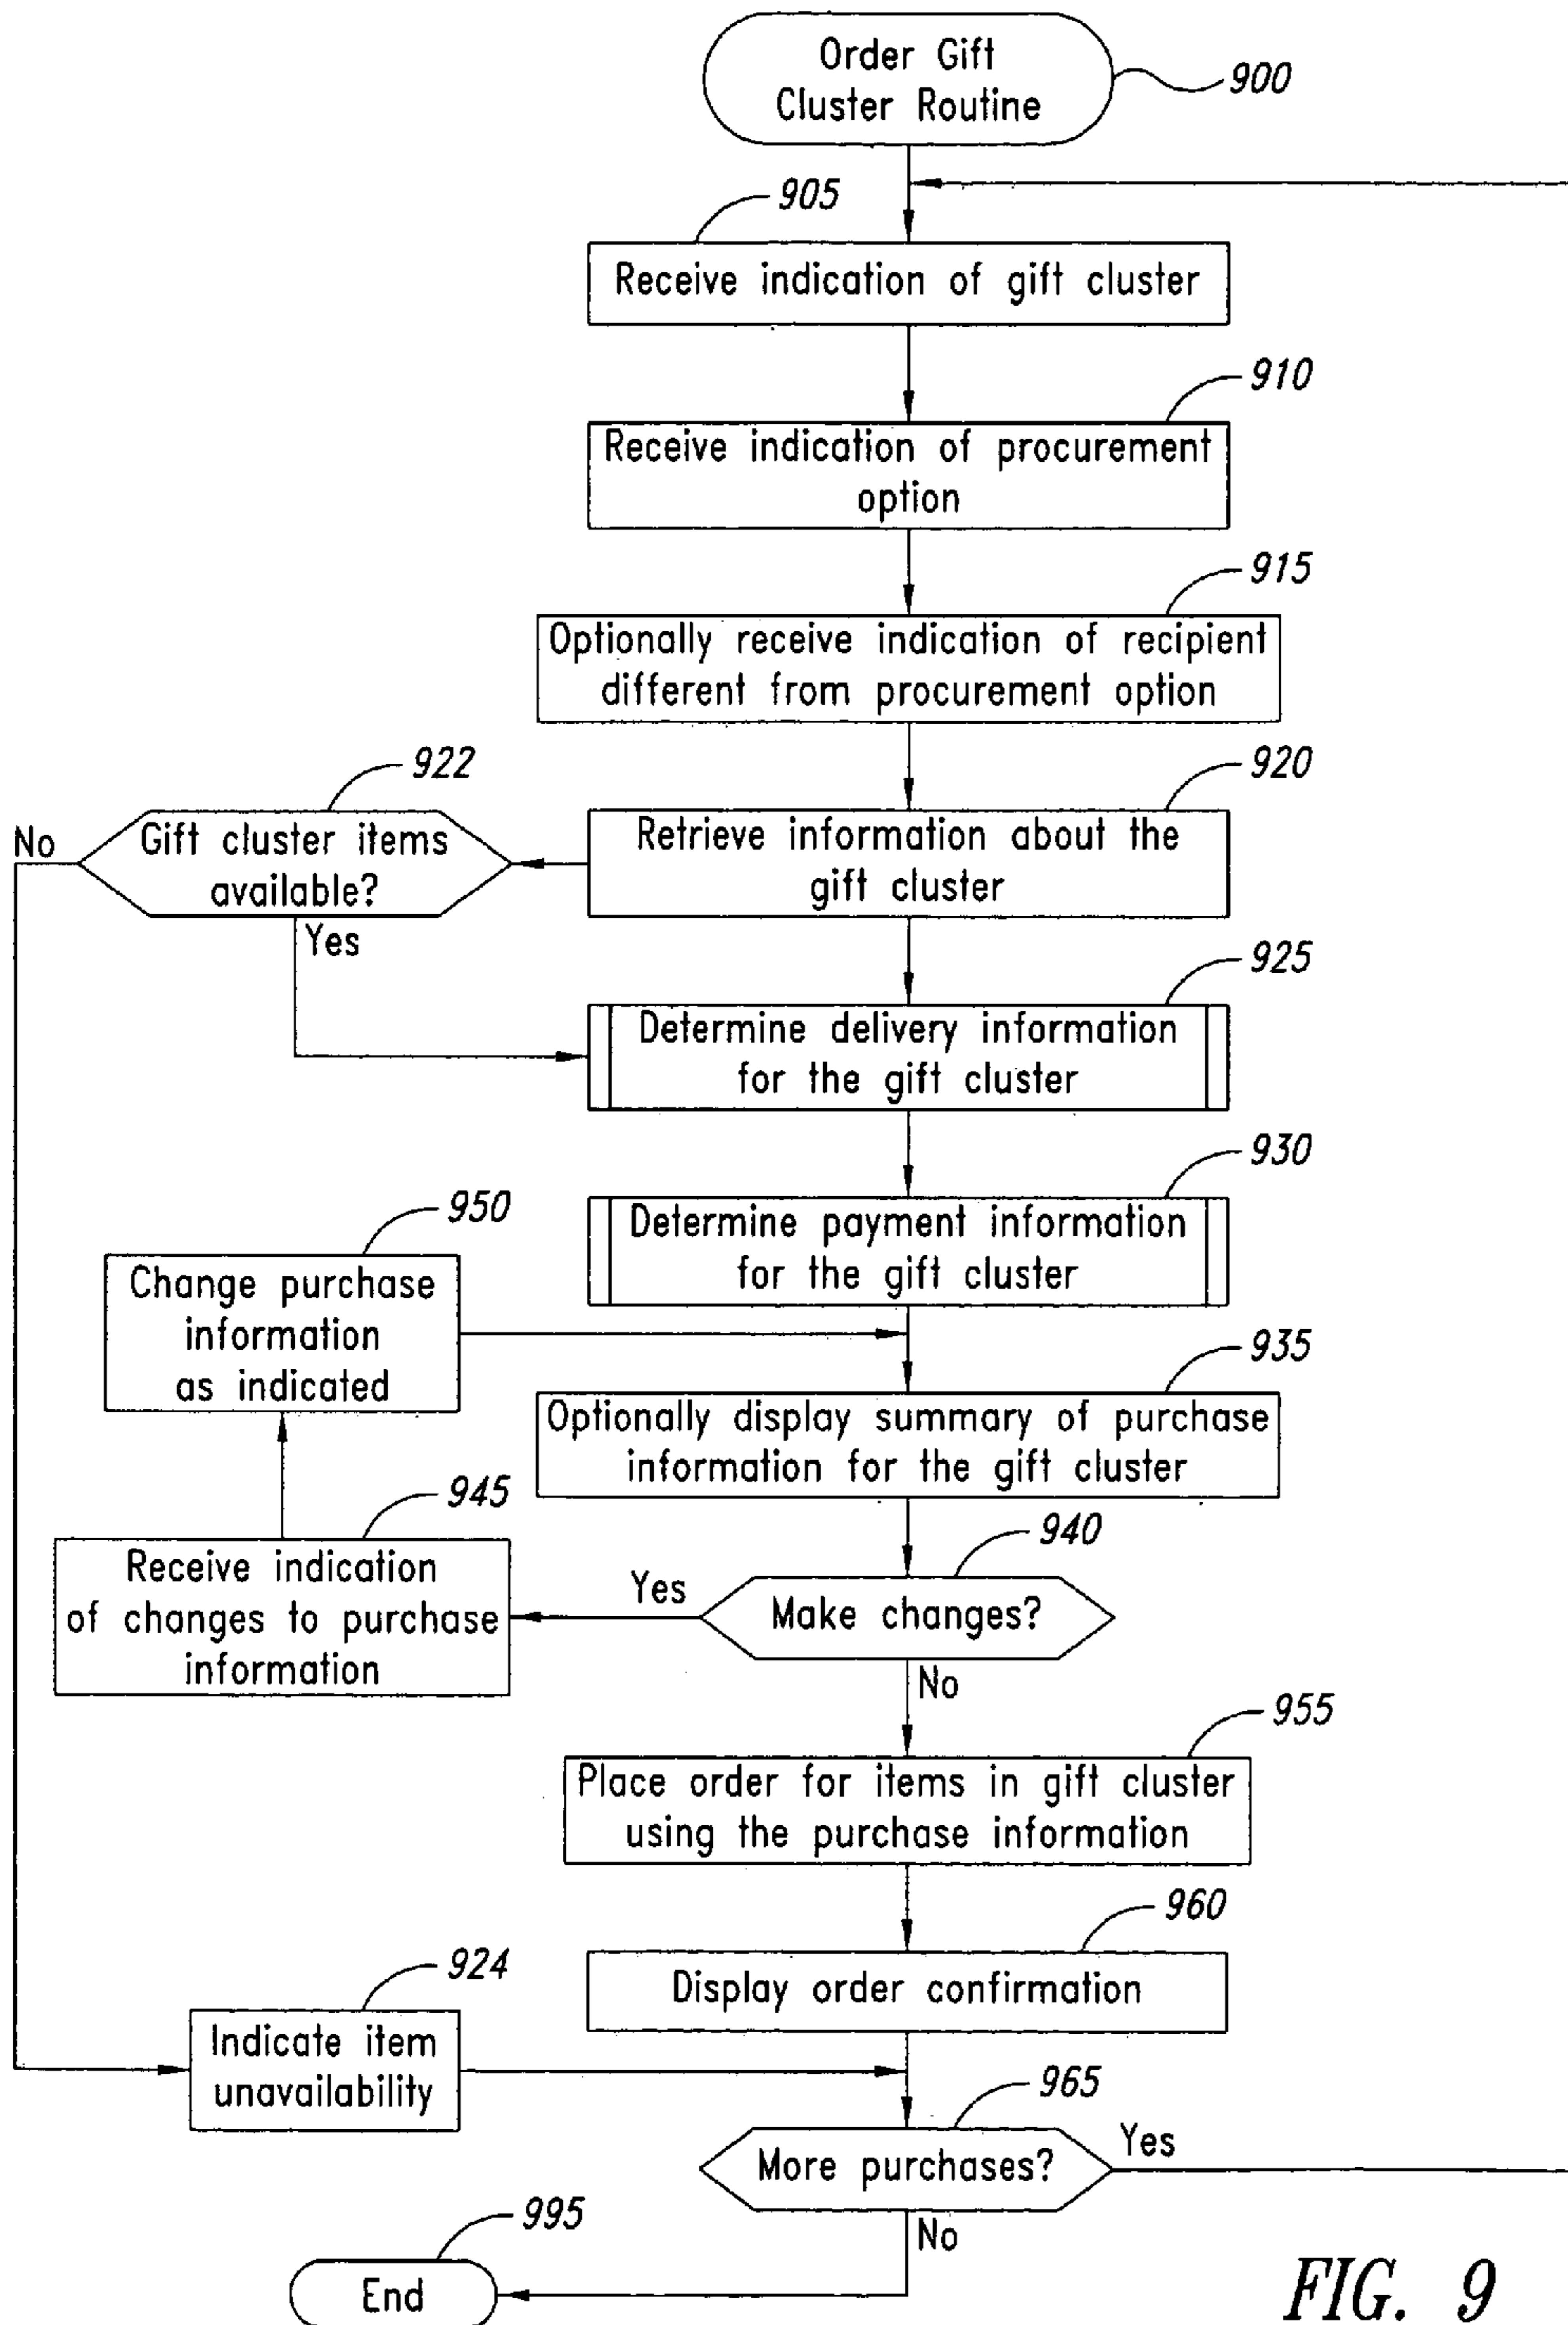 Order Gift
Cluster Routine
900
905
Receive indication of gift cluster
910
Receive indication of procurement
option
915
Optionally receive indication of recipient
different from procurement option
922
920
No
Gift cluster items
available?
Retrieve information about the
gift cluster
Yes
925
Determine delivery information
for the gift cluster
930
950
Determine payment information
for the gift cluster
Change purchase
information
as indicated
935
Optionally display summary of purchase
information for the gift cluster
945
940
Receive indication
of changes to purchase
information
Yes
Make changes?
No
955
Place order for items in gift cluster
using the purchase information
960
924
Display order confirmation
Indicate item
unavailability
965
More purchases?
Yes
995
No
End
FIG. 9